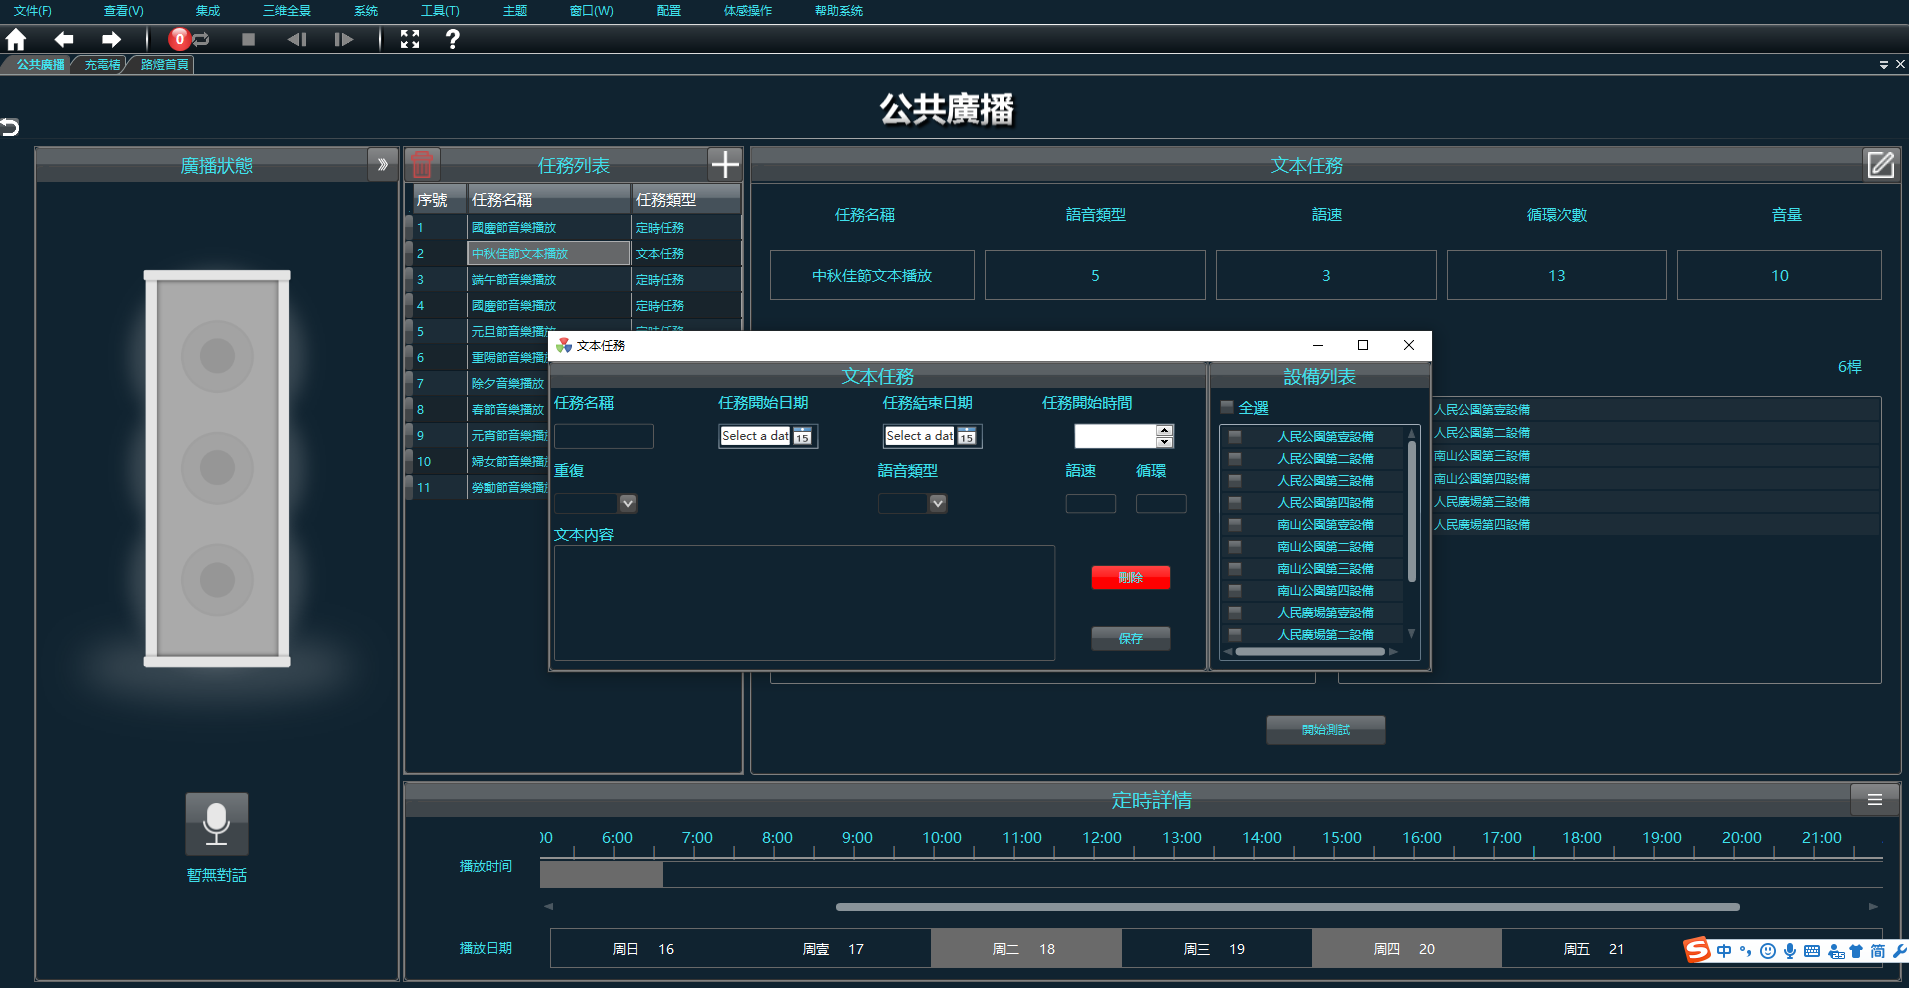 文件(F) 查看(V) 集成 三维全景 系统 工具(T) 主题 窗口(W) 配置 体感操作 帮助系统
0
公共廣播 充電樁 路燈首頁
公共廣播
廣播狀態
暫無對話
任務列表
序號 任務名稱 任務類型
1 國慶節音樂播放 定時任務
2 中秋佳節文本播放 文本任務
3 端午節音樂播放 定時任務
4 國慶節音樂播放 定時任務
5 元旦節音樂播放 定時任務
6 重陽節音樂播放
7 除夕音樂播放
8 春節音樂播放
9 元宵節音樂播放
10 婦女節音樂播放
11 勞動節音樂播放
文本任務
任務名稱 語音類型 語速 循環次數 音量
中秋佳節文本播放 5 3 13 10
6桿
人民公園第壹設備
人民公園第二設備
南山公園第三設備
南山公園第四設備
人民廣場第三設備
人民廣場第四設備
開始測試
文本任務
文本任務
任務名稱 任務開始日期 任務結束日期 任務開始時間
Select a dat 15 Select a dat 15
重復 語音類型 語速 循環
文本内容
刪除
保存
設備列表
全選
人民公園第壹設備
人民公園第二設備
人民公園第三設備
人民公園第四設備
南山公園第壹設備
南山公園第二設備
南山公園第三設備
南山公園第四設備
人民廣場第壹設備
人民廣場第二設備
定時詳情
:00 6:00 7:00 8:00 9:00 10:00 11:00 12:00 13:00 14:00 15:00 16:00 17:00 18:00 19:00 20:00 21:00
播放时间
播放日期 周日 16 周壹 17 周二 18 周三 19 周四 20 周五 21
S 中 简